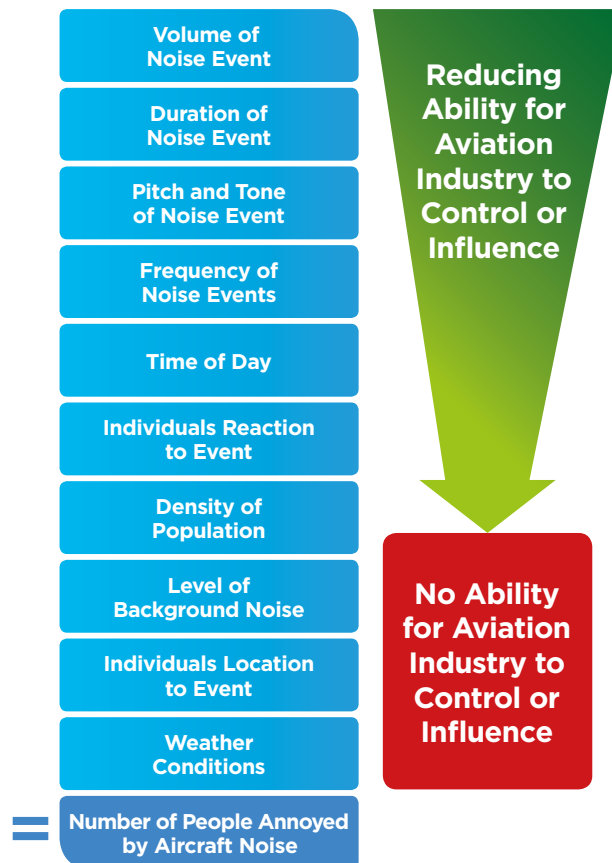 Volume of
Noise Event
Duration of
Noise Event
Pitch and Tone
of Noise Event
Frequency of
Noise Events
Time of Day
Individuals Reaction
to Event
Density of
Population
Level of
Background Noise
Individuals Location
to Event
Weather
Conditions
= Number of People Annoyed
by Aircraft Noise
Reducing
Ability for
Aviation
Industry to
Control or
Influence
No Ability
for Aviation
Industry to
Control or
Influence